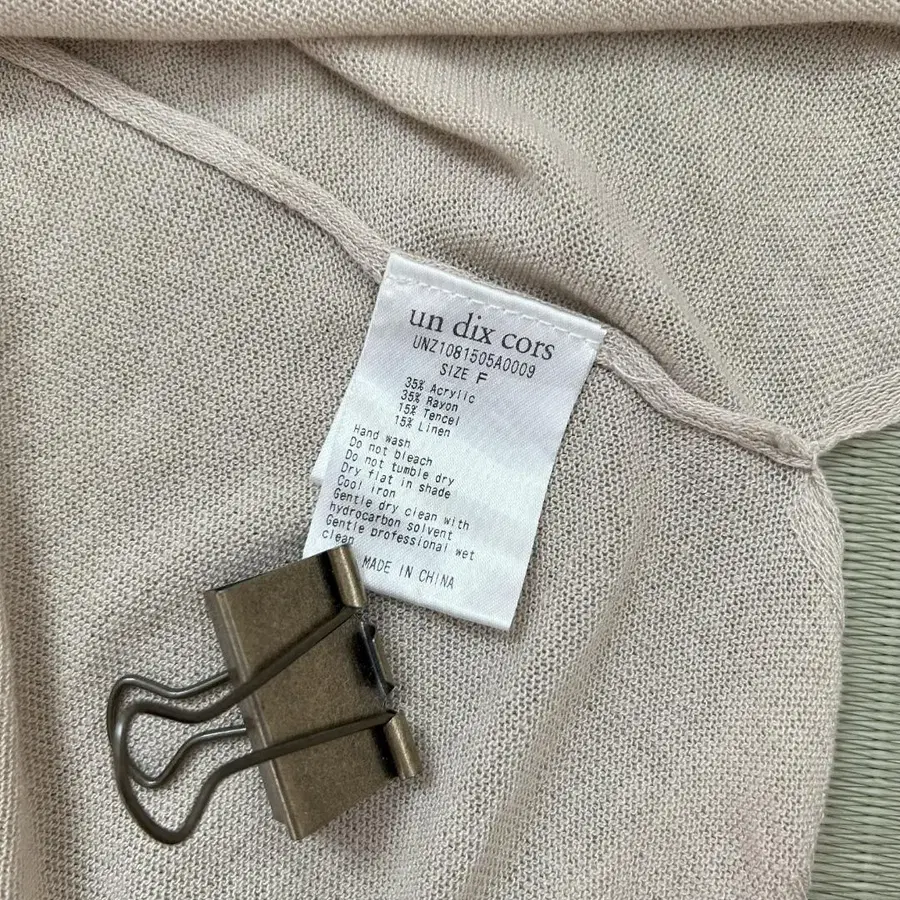 un dix cors
UNZ1081505A0009
SIZE F
35% Acrylic
35% Rayon
15% Tencel
15% Linen
Hand wash
Do not bleach
Do not tumble dry
Dry flat in shade
Cool iron
Gentle dry clean with
hydrocarbon solvent
Gentle professional wet
clean
MADE IN CHINA